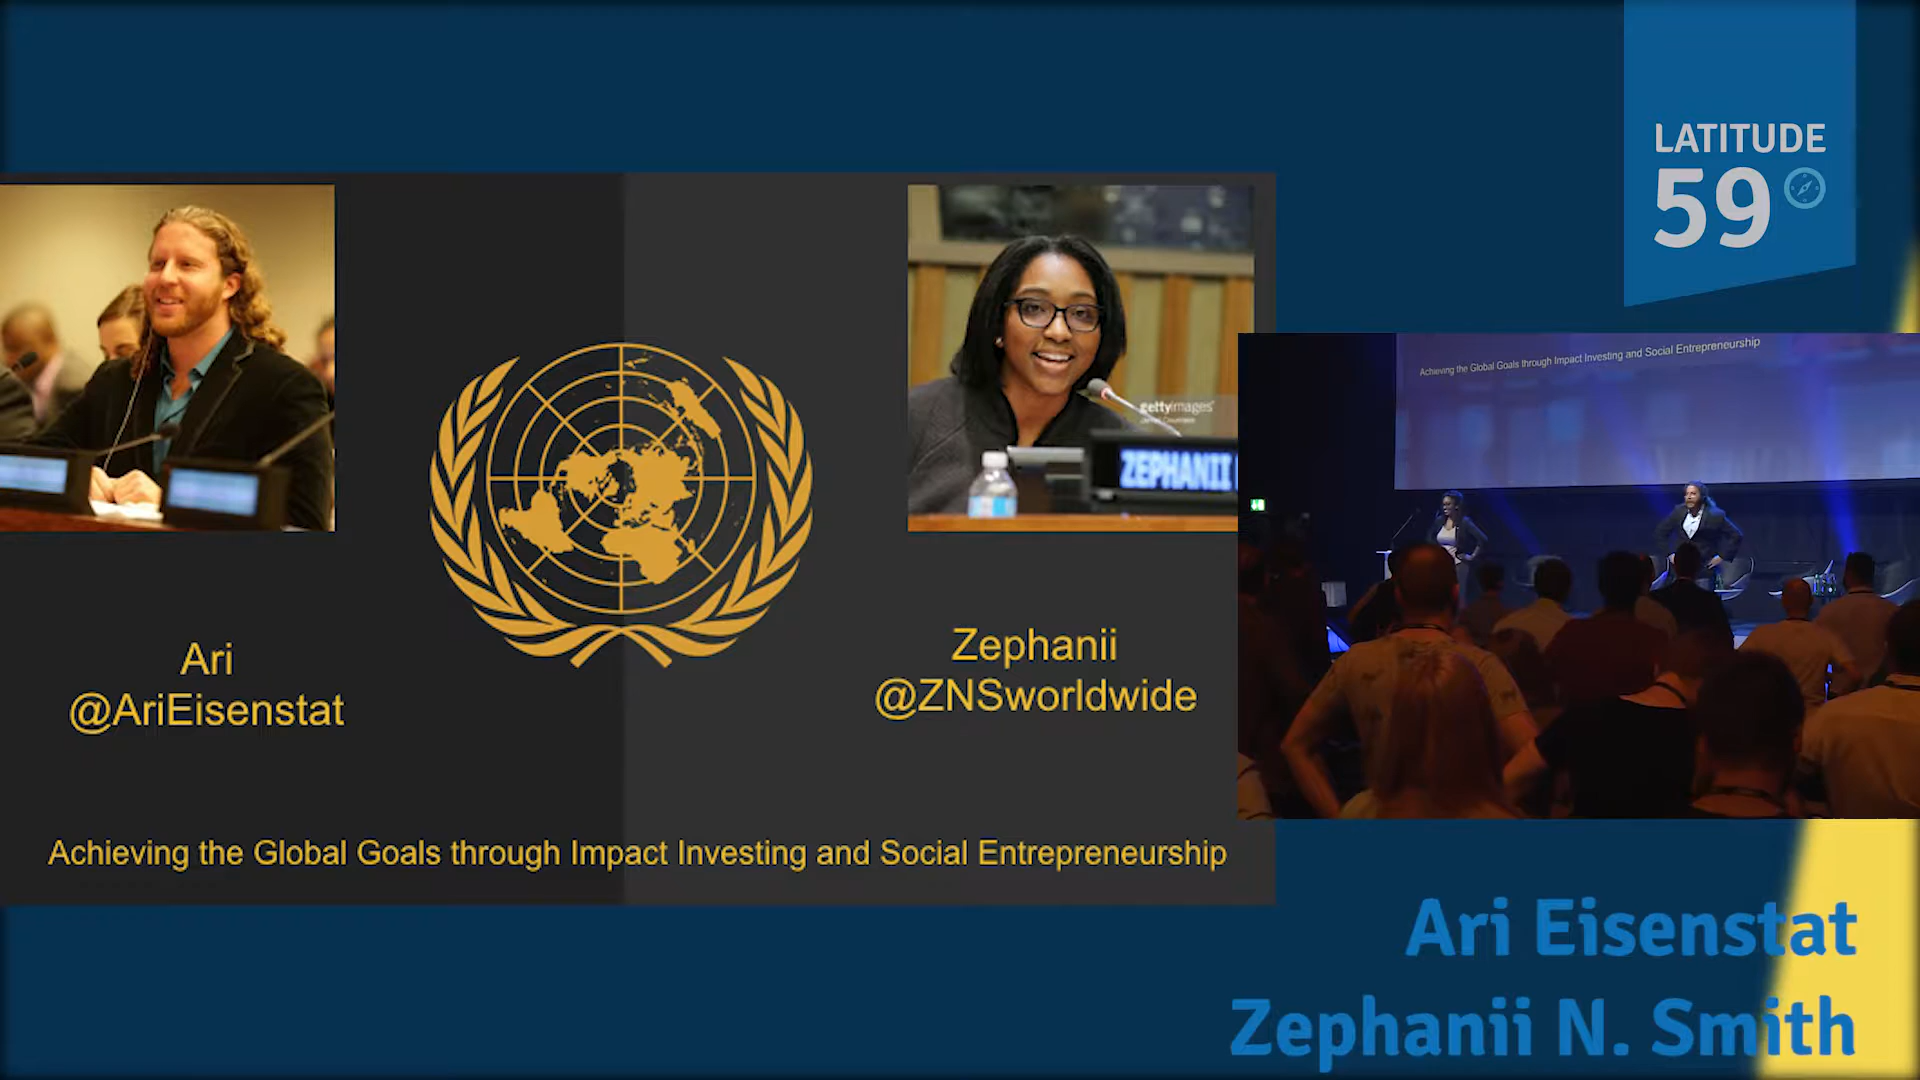 LATITUDE
59
gettyimages
ZEPHANII
Achieving the Global Goals through Impact Investing and Social Entrepreneurship
Ari
@AriEisenstat
Zephanii
@ZNSworldwide
Achieving the Global Goals through Impact Investing and Social Entrepreneurship
Ari Eisenstat
Zephanii N. Smith